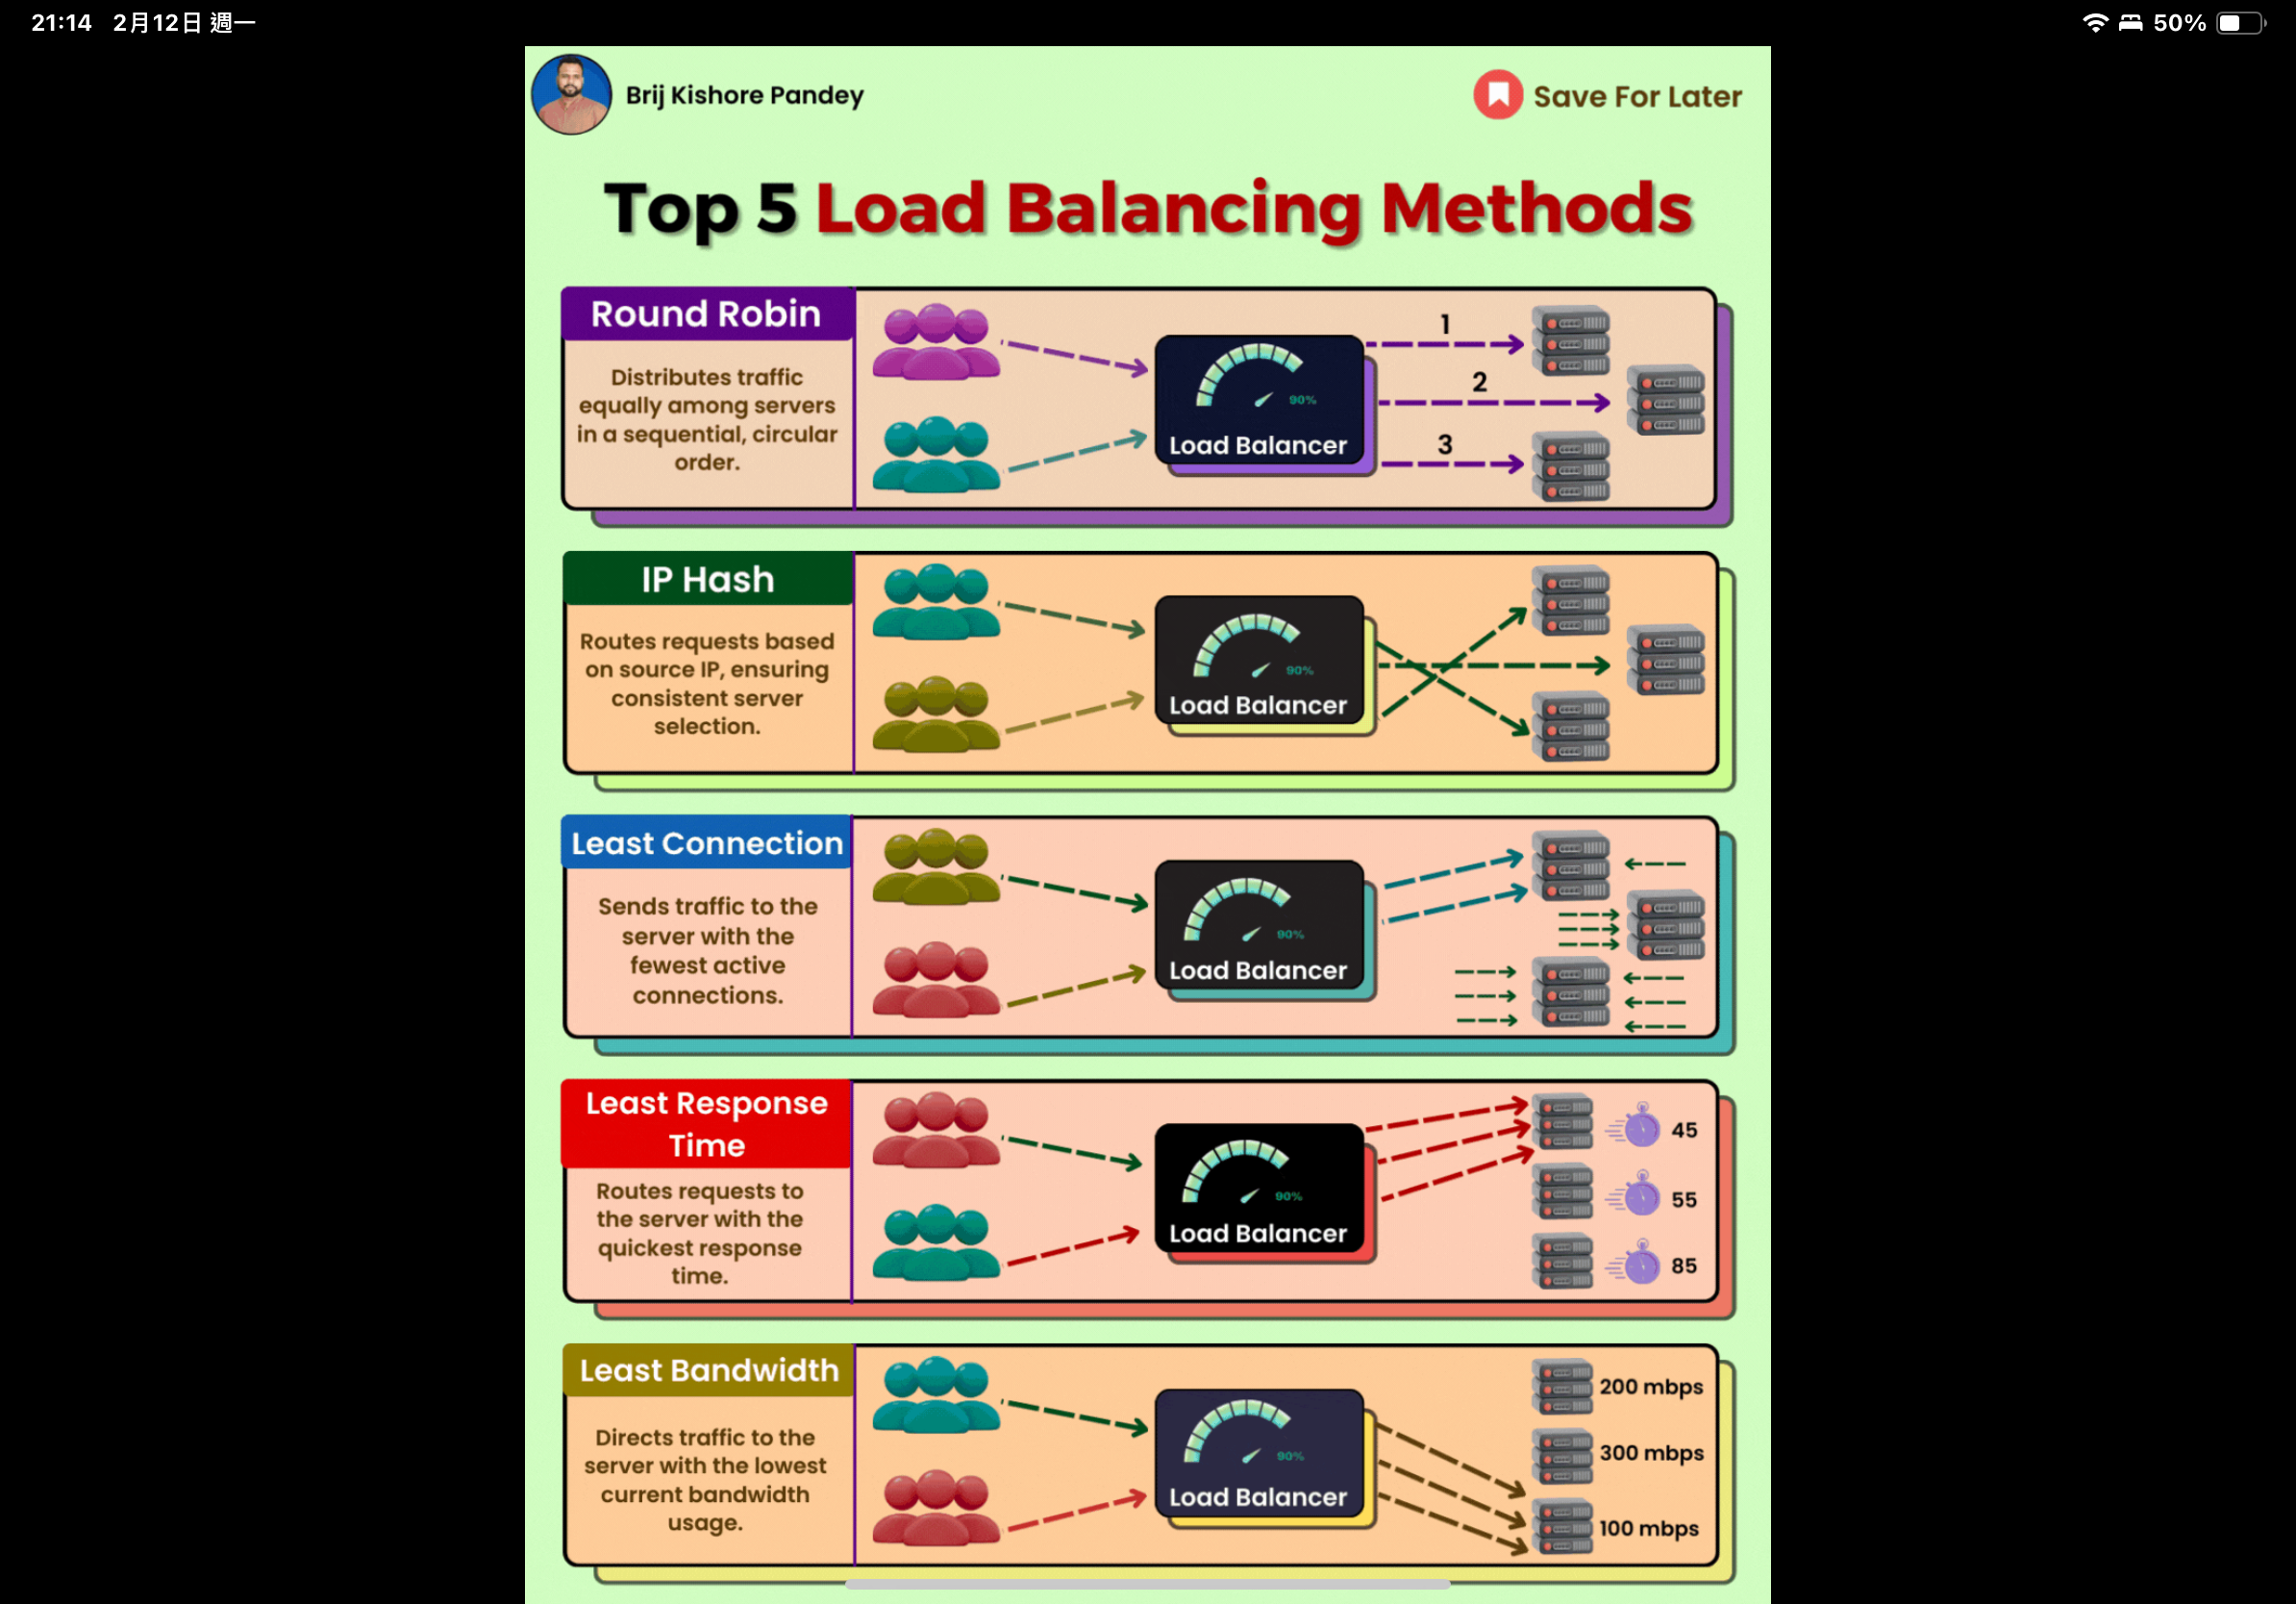 21:14 2月12日 週一
50%
Brij Kishore Pandey
Save For Later
Top 5 Load Balancing Methods
Round Robin
Distributes traffic
equally among servers
in a sequential, circular
order.
90%
Load Balancer
1
2
3
IP Hash
Routes requests based
on source IP, ensuring
consistent server
selection.
90%
Load Balancer
Least Connection
Sends traffic to the
server with the
fewest active
connections.
90%
Load Balancer
Least Response
Time
Routes requests to
the server with the
quickest response
time.
90%
Load Balancer
45
55
85
Least Bandwidth
Directs traffic to the
server with the lowest
current bandwidth
usage.
90%
Load Balancer
200 mbps
300 mbps
100 mbps